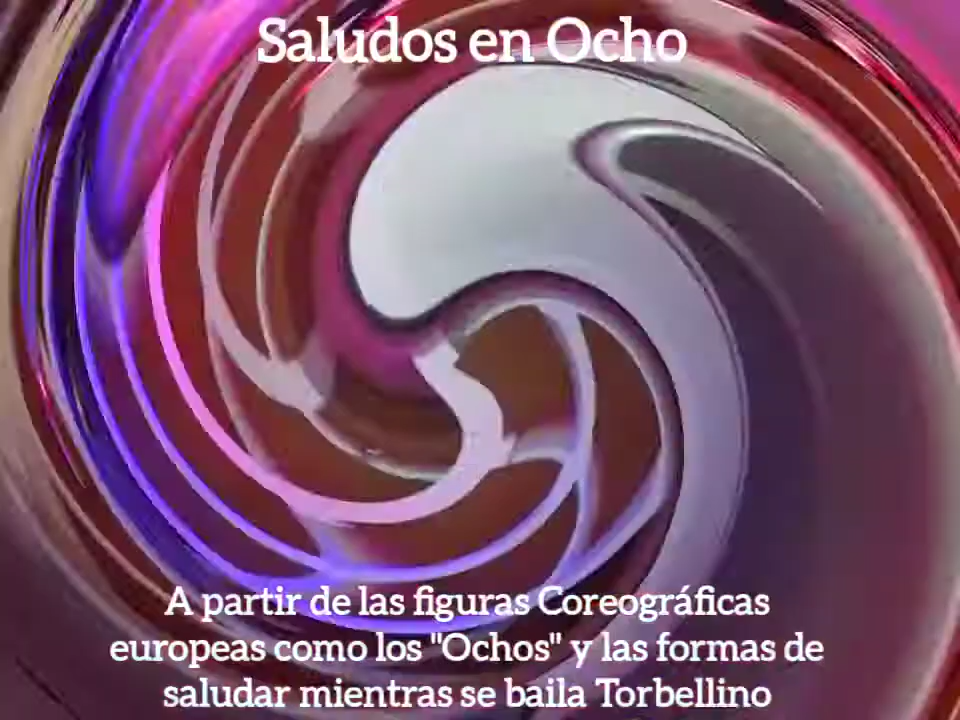 Saludos en Ocho
A partir de las figuras Coreográficas
europeas como los "Ochos" y las formas de
saludar mientras se baila Torbellino